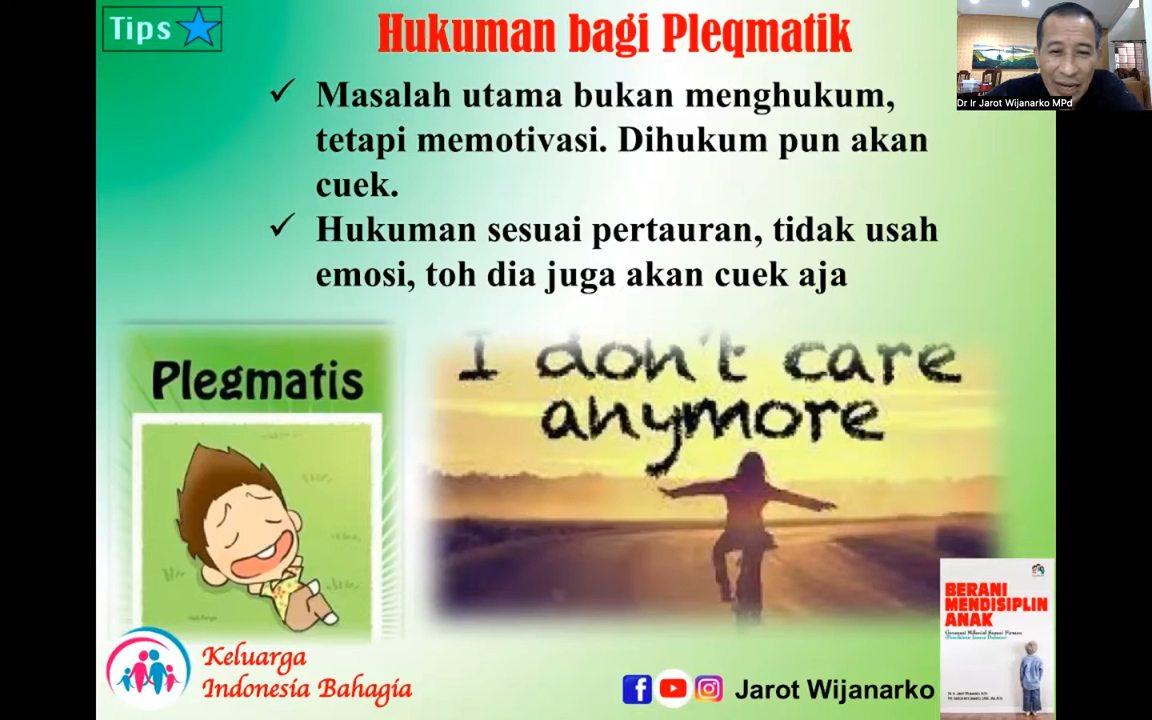 Tips
Hukuman bagi Pleqmatik
Dr Ir Jarot Wijanarko MPd
✓ Masalah utama bukan menghukum,
tetapi memotivasi. Dihukum pun akan
cuek.
✓ Hukuman sesuai pertauran, tidak usah
emosi, toh dia juga akan cuek aja
Plegmatis
I don't care
anymore
BERANI
MENDISIPLIN
ANAK
Keluarga
Indonesia Bahagia
Jarot Wijanarko